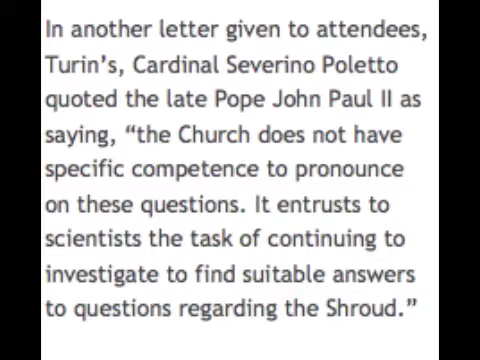 In another letter given to attendees,
Turin’s, Cardinal Severino Poletto
quoted the late Pope John Paul II as
saying, “the Church does not have
specific competence to pronounce
on these questions. It entrusts to
scientists the task of continuing to
investigate to find suitable answers
to questions regarding the Shroud.”